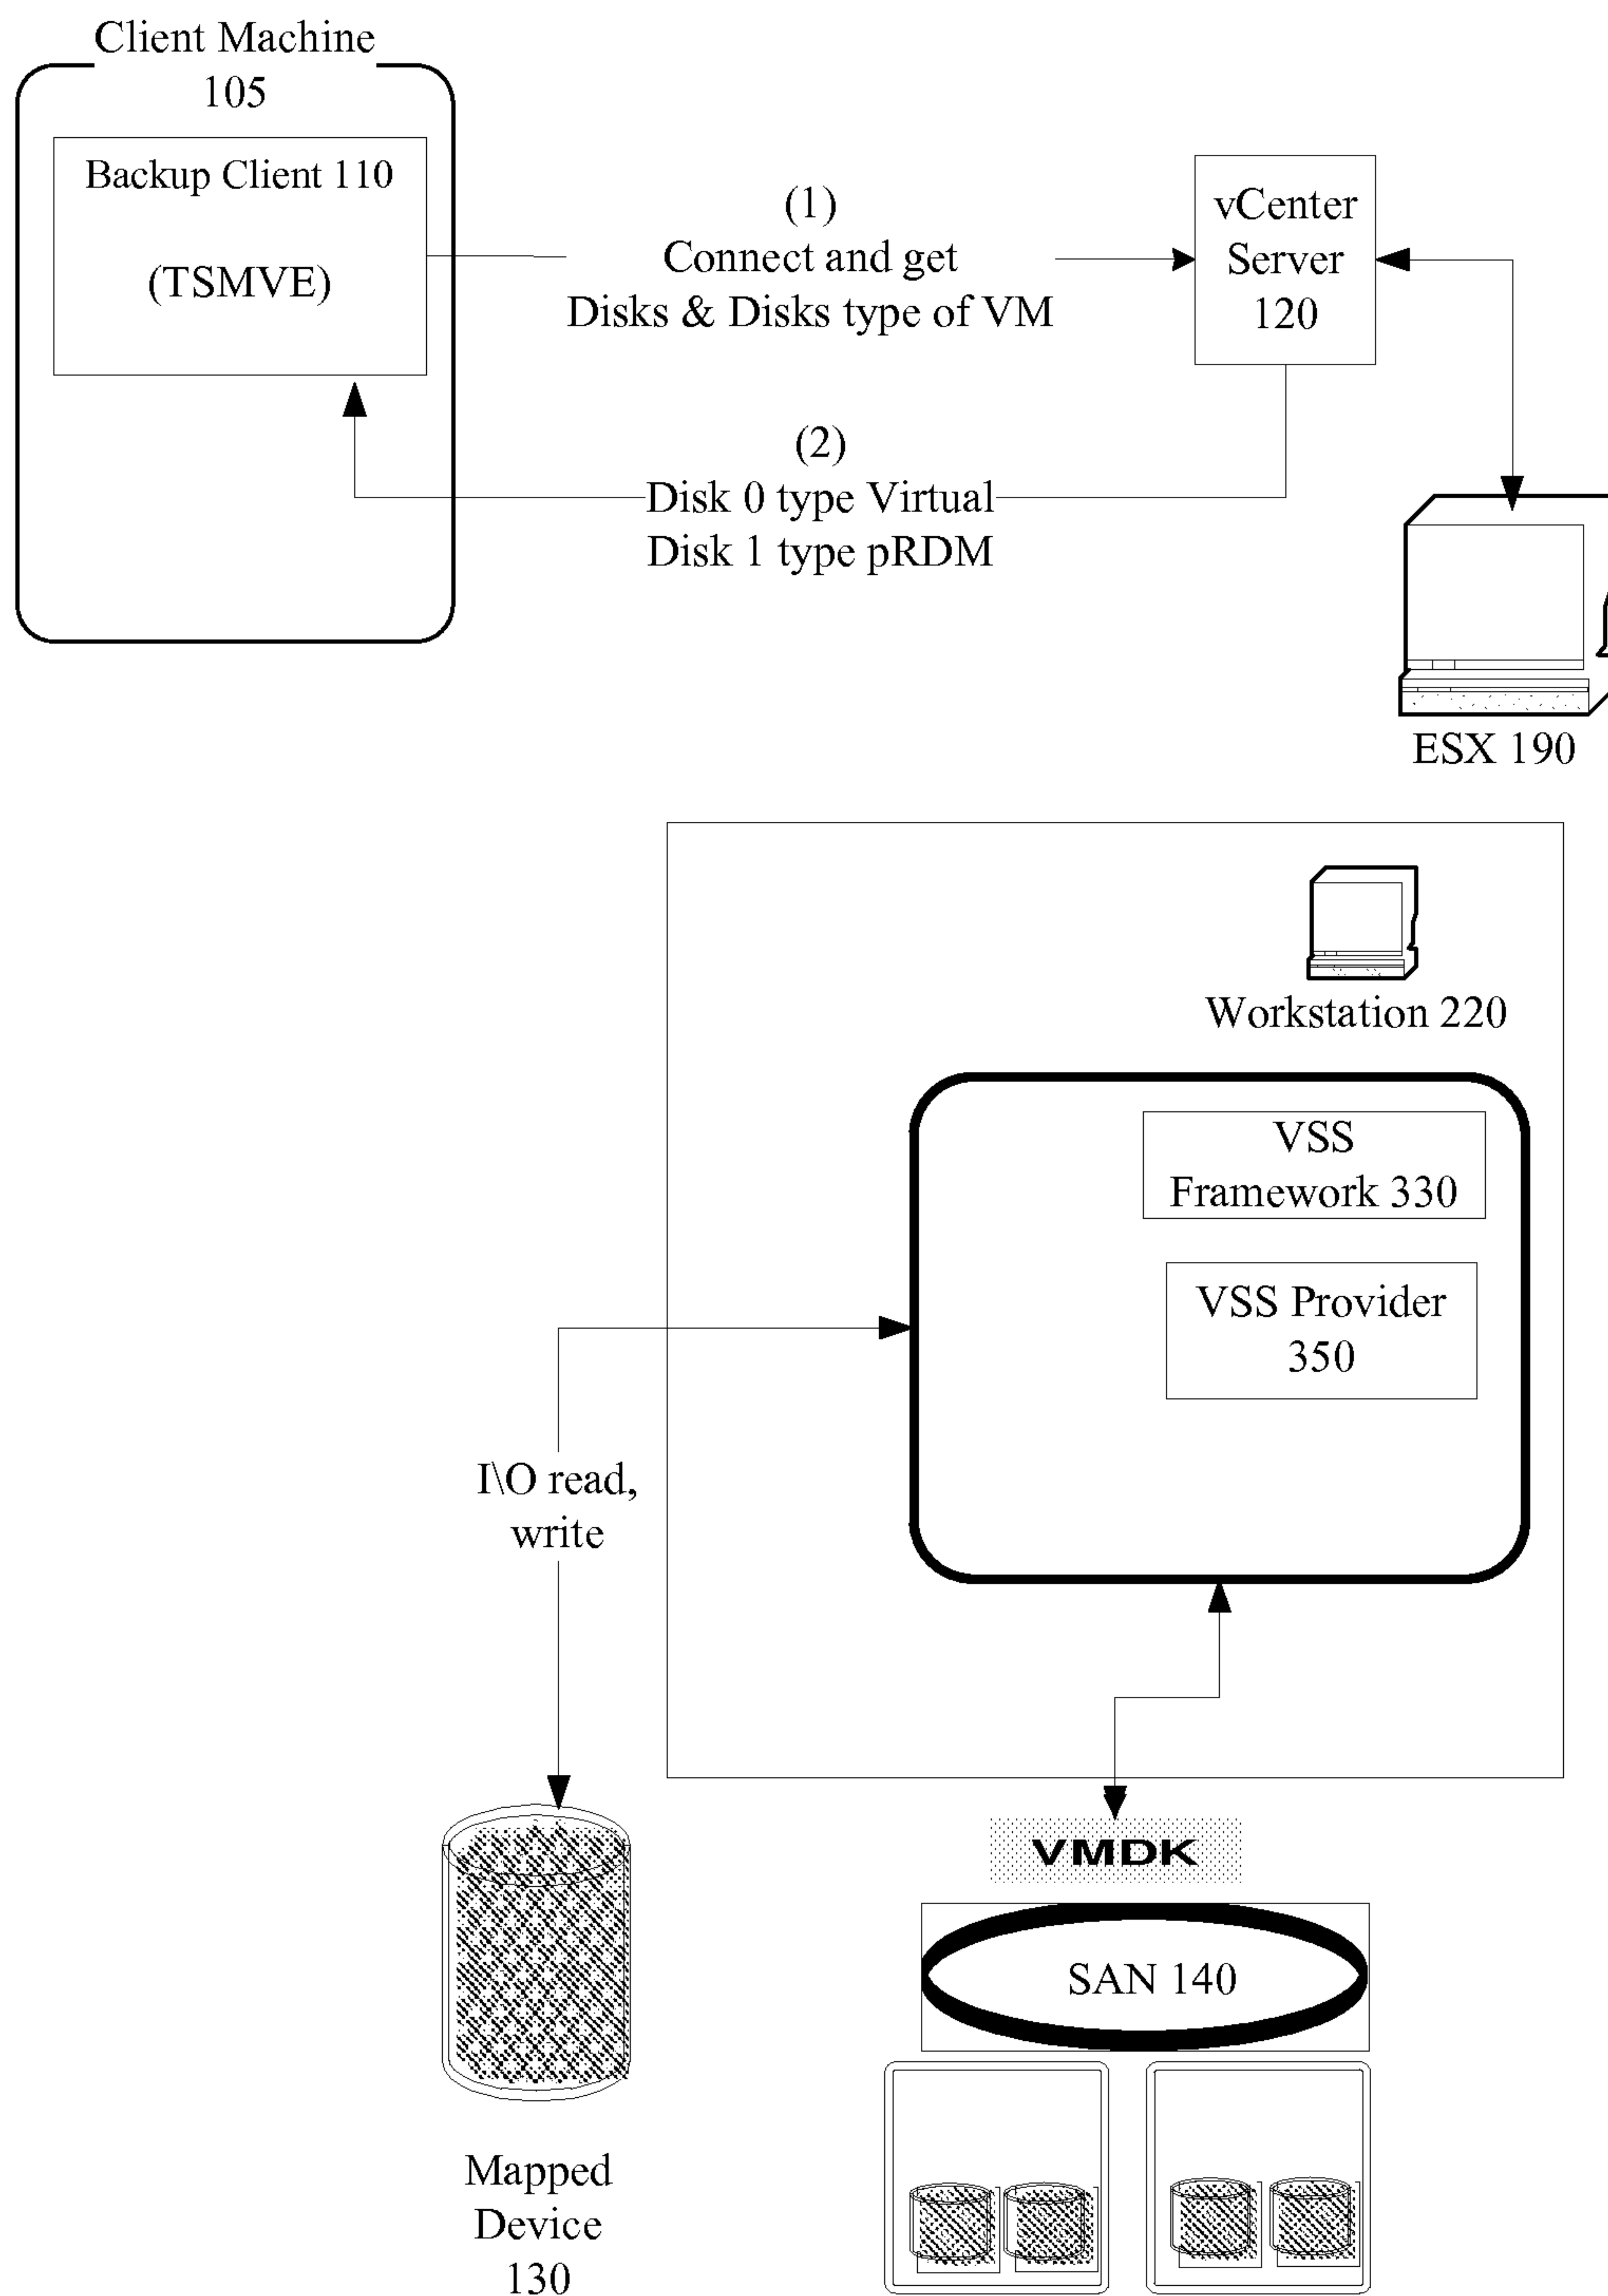 Client Machine
105
Backup Client 110
(TSMVE)
(1)
Connect and get
Disks & Disks type of VM
vCenter
Server
120
(2)
Disk 0 type Virtual
Disk 1 type pRDM
ESX 190
Workstation 220
VSS
Framework 330
VSS Provider
350
I\O read,
write
VMDK
SAN 140
Mapped
Device
130